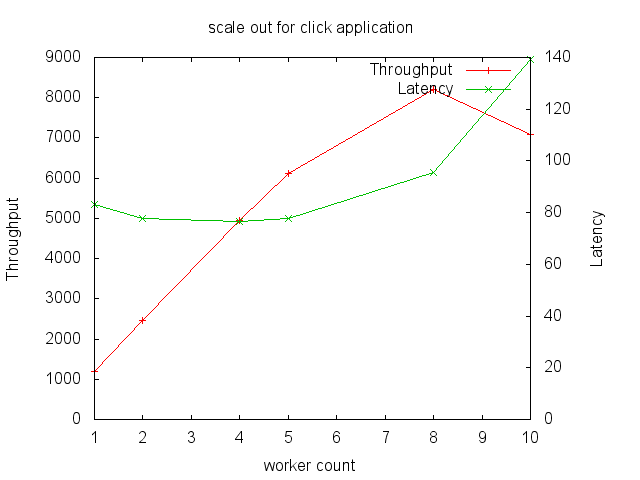 scale out for click application
Throughput
Latency
9000
8000
7000
6000
5000
4000
3000
2000
1000
0
140
120
100
80
60
40
20
0
Throughput
Latency
1 2 3 4 5 6 7 8 9 10
worker count